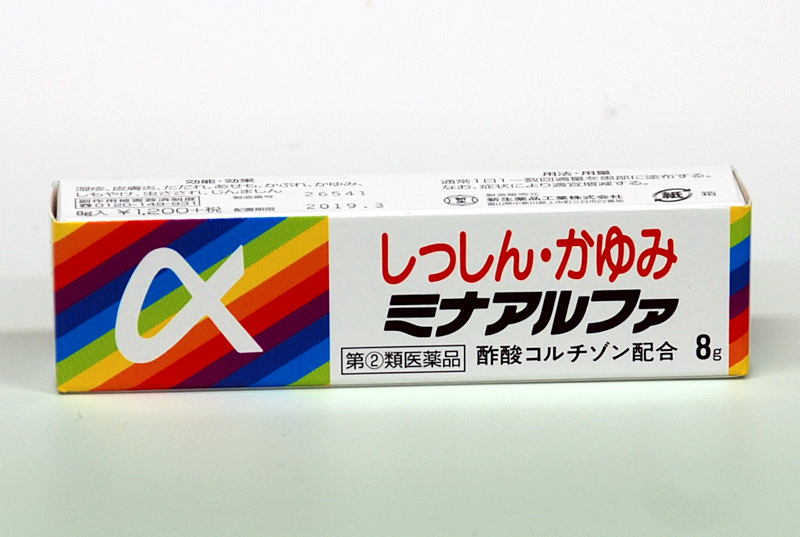 効能・効果
湿疹、皮膚炎、ただれ、あせも、かぶれ、かゆみ、
しもやけ、虫さされ、じんましん
副作用被害救済制度
☎0120-149-931
製造番号 26541
8g入 ¥1,200+税 配置期限 2019.3
用法・用量
通常1日1〜数回適量を患部に塗布する。
なお、症状により適宜増減する。
製造販売元
新生薬品工業株式会社
紙 箱
α
しっしん・かゆみ
ミナアルファ
指②類医薬品 酢酸コルチゾン配合 8g